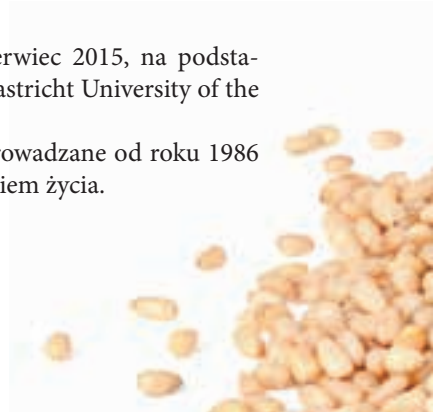 erwiec 2015, na podsta-
astricht University of the
rowadzane od roku 1986
iem życia.